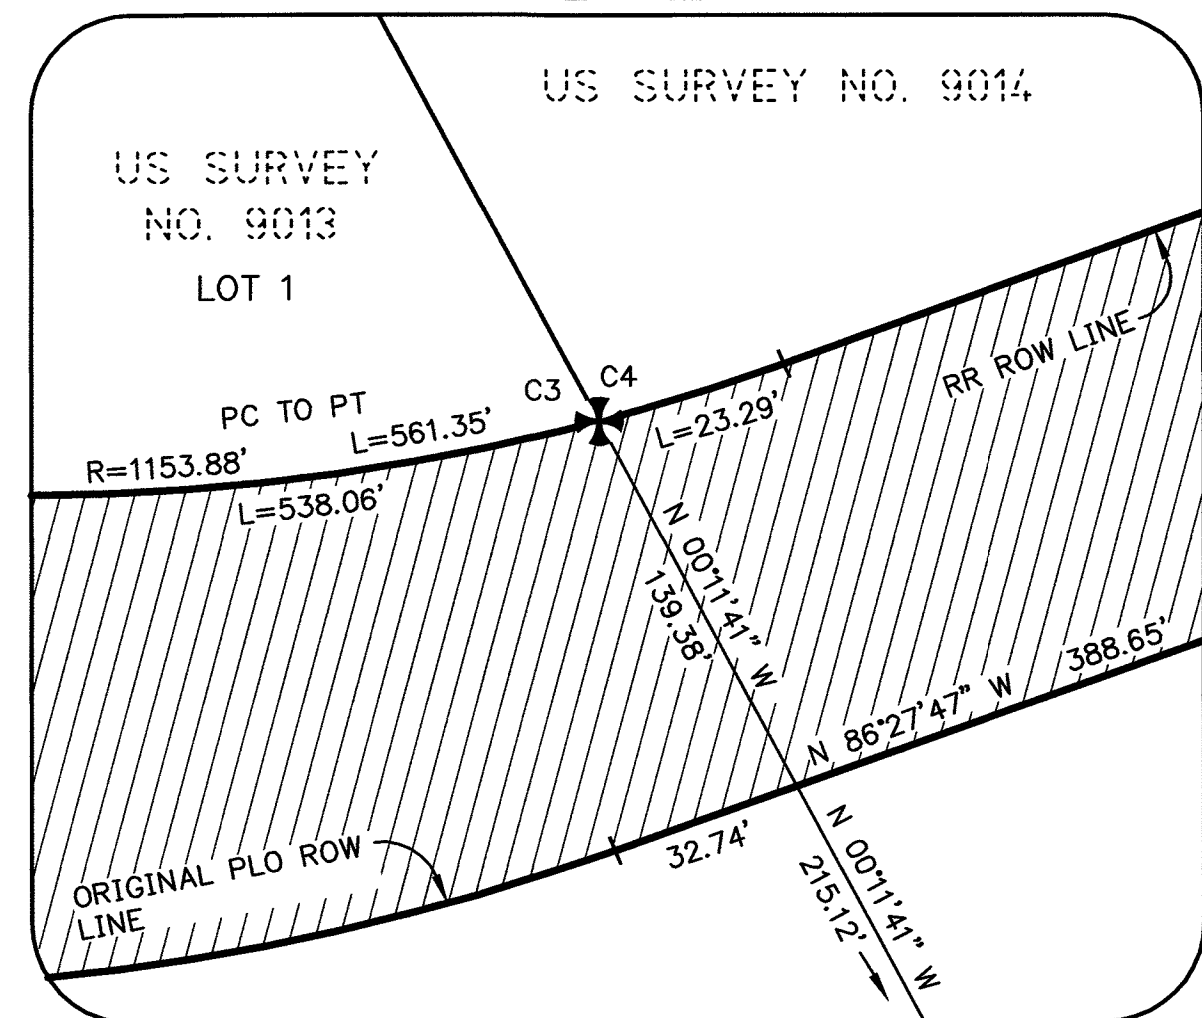 US SURVEY NO. 9014
US SURVEY
NO. 9013
LOT 1
RR ROW LINE
C3
C4
PC TO PT
L=561.35'
L=23.29'
R=1153.88'
L=538.06'
N 00°11'41" W
139.38'
388.65'
N 86°27'47" W
32.74'
ORIGINAL PLO ROW
LINE
N 00°11'41" W
215.12'